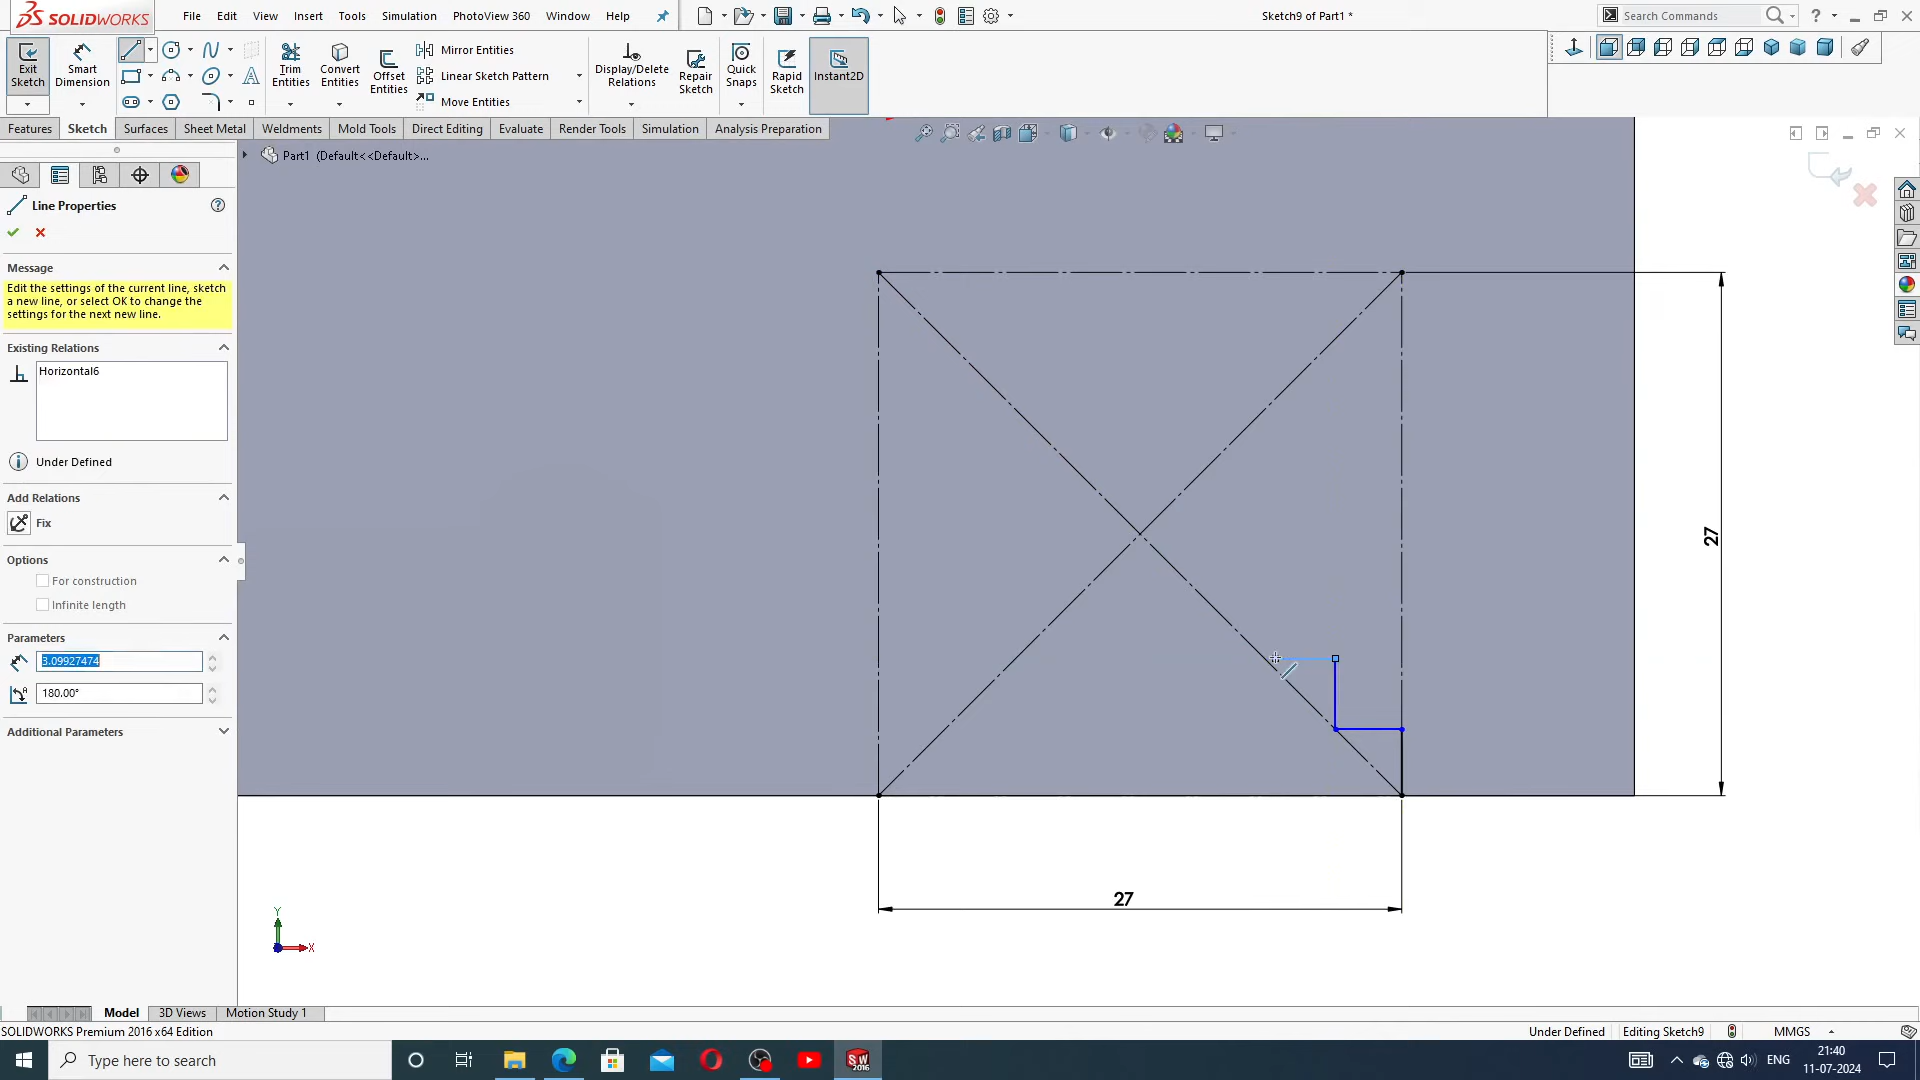 SOLIDWORKS File Edit View Insert Tools Simulation PhotoView 360 Window Help Sketch9 of Part1 * Search Commands
Exit Sketch
Smart Dimension
Trim Entities
Convert Entities
Offset Entities
Mirror Entities
Linear Sketch Pattern
Move Entities
Display/Delete Relations
Repair Sketch
Quick Snaps
Rapid Sketch
Instant2D
Features Sketch Surfaces Sheet Metal Weldments Mold Tools Direct Editing Evaluate Render Tools Simulation Analysis Preparation
Part1 (Default<<Default>...
Line Properties
Message
Edit the settings of the current line, sketch
a new line, or select OK to change the
settings for the next new line.
Existing Relations
Horizontal6
Under Defined
Add Relations
Fix
Options
For construction
Infinite length
Parameters
3.09927474
180.00°
Additional Parameters
27
27
Y
X
Model 3D Views Motion Study 1
SOLIDWORKS Premium 2016 x64 Edition Under Defined Editing Sketch9 MMGS
Type here to search
SW
2016
ENG
21:40
11-07-2024